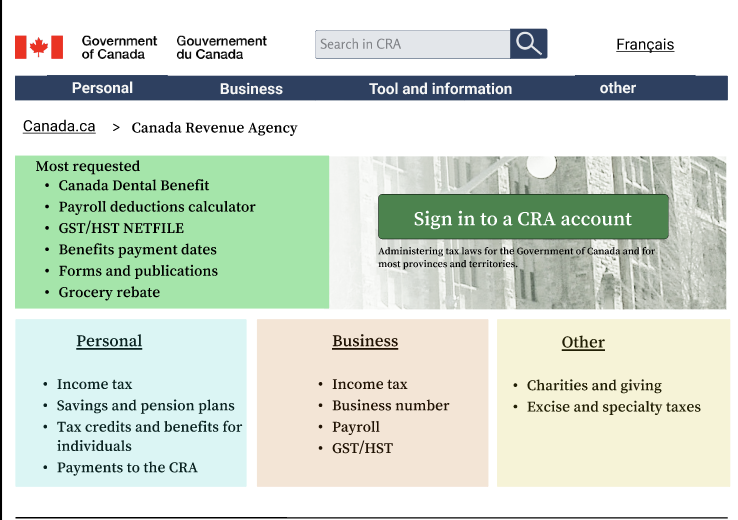 Government of Canada
Gouvernement du Canada
Search in CRA
Français
Personal
Business
Tool and information
other
Canada.ca > Canada Revenue Agency
Most requested
• Canada Dental Benefit
• Payroll deductions calculator
• GST/HST NETFILE
• Benefits payment dates
• Forms and publications
• Grocery rebate
Sign in to a CRA account
Administering tax laws for the Government of Canada and for
most provinces and territories.
Personal
• Income tax
• Savings and pension plans
• Tax credits and benefits for
individuals
• Payments to the CRA
Business
• Income tax
• Business number
• Payroll
• GST/HST
Other
• Charities and giving
• Excise and specialty taxes